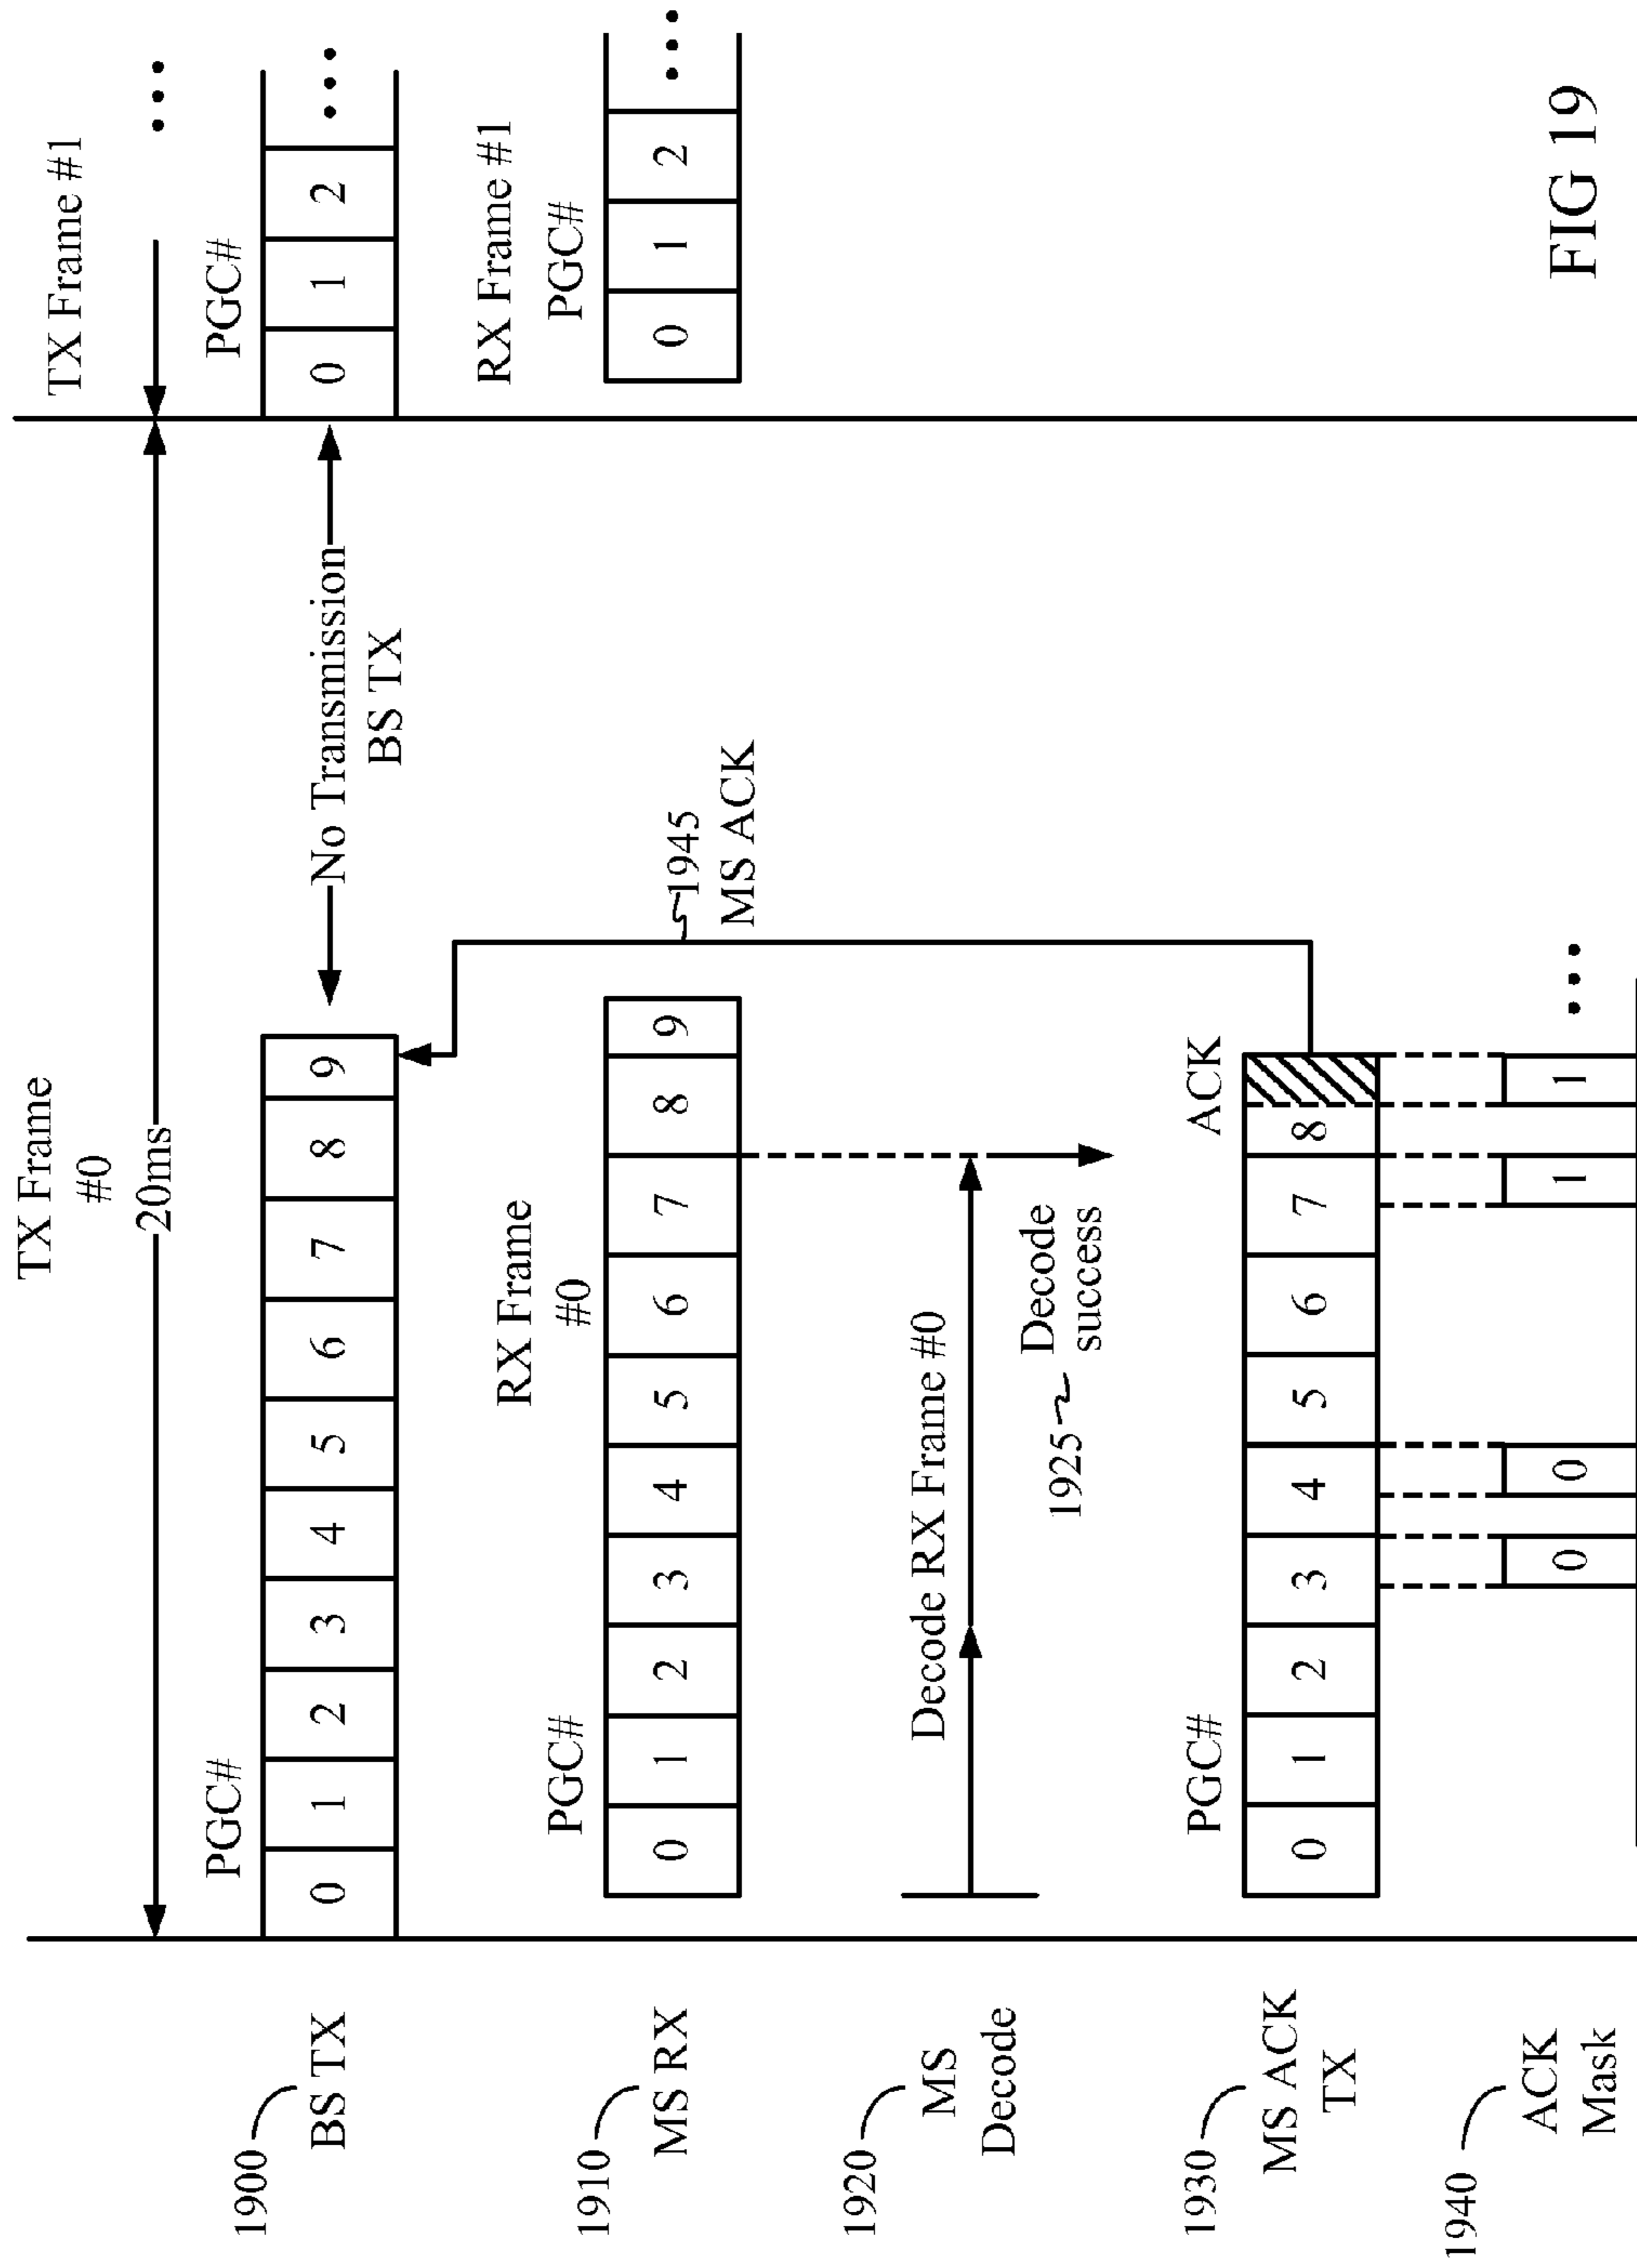 TX Frame
#0
TX Frame #1
20ms
...
1900
BS TX
PGC#
0 1 2 3 4 5 6 7 8 9
No Transmission
BS TX
PGC#
0 1 2 ...
RX Frame
#0
RX Frame #1
1910
MS RX
PGC#
0 1 2 3 4 5 6 7 8 9
PGC#
0 1 2 ...
1945
MS ACK
1920
MS
Decode
Decode RX Frame #0
1925
Decode
success
1930
MS ACK
TX
PGC#
ACK
0 1 2 3 4 5 6 7 8
1940
ACK
Mask
0 0 1 1 ...
FIG 19